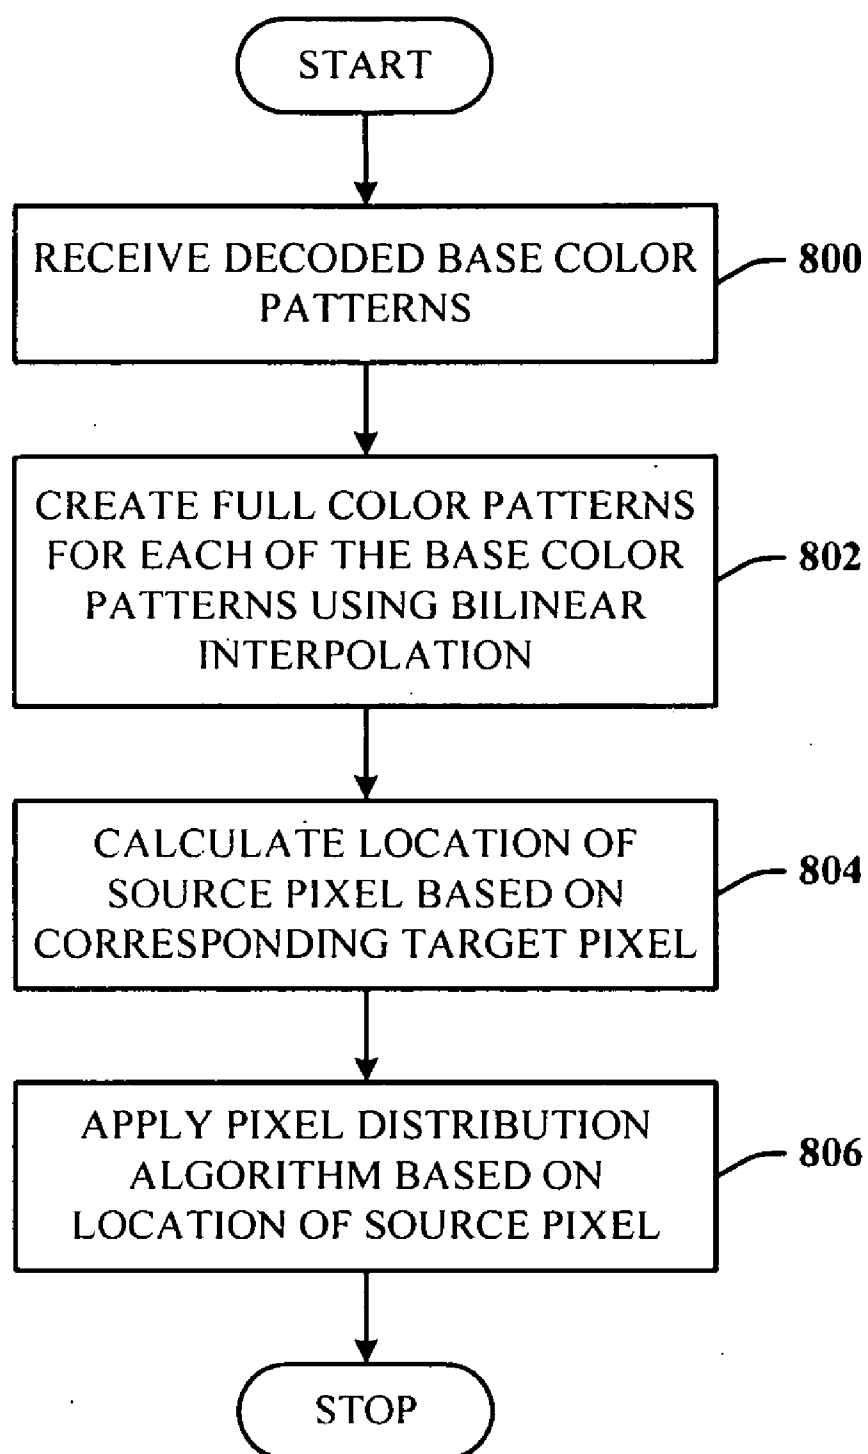 START
RECEIVE DECODED BASE COLOR
PATTERNS
800
CREATE FULL COLOR PATTERNS
FOR EACH OF THE BASE COLOR
PATTERNS USING BILINEAR
INTERPOLATION
802
CALCULATE LOCATION OF
SOURCE PIXEL BASED ON
CORRESPONDING TARGET PIXEL
804
APPLY PIXEL DISTRIBUTION
ALGORITHM BASED ON
LOCATION OF SOURCE PIXEL
806
STOP